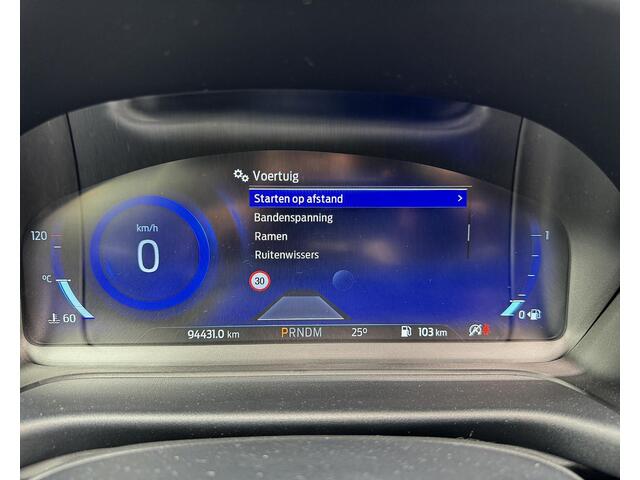 Voertuig
Starten op afstand >
Bandenspanning
Ramen
Ruitenwissers
km/h
0
120
°C
60
30
1
0
94431.0 km
PRNDM
25°
103 km
A